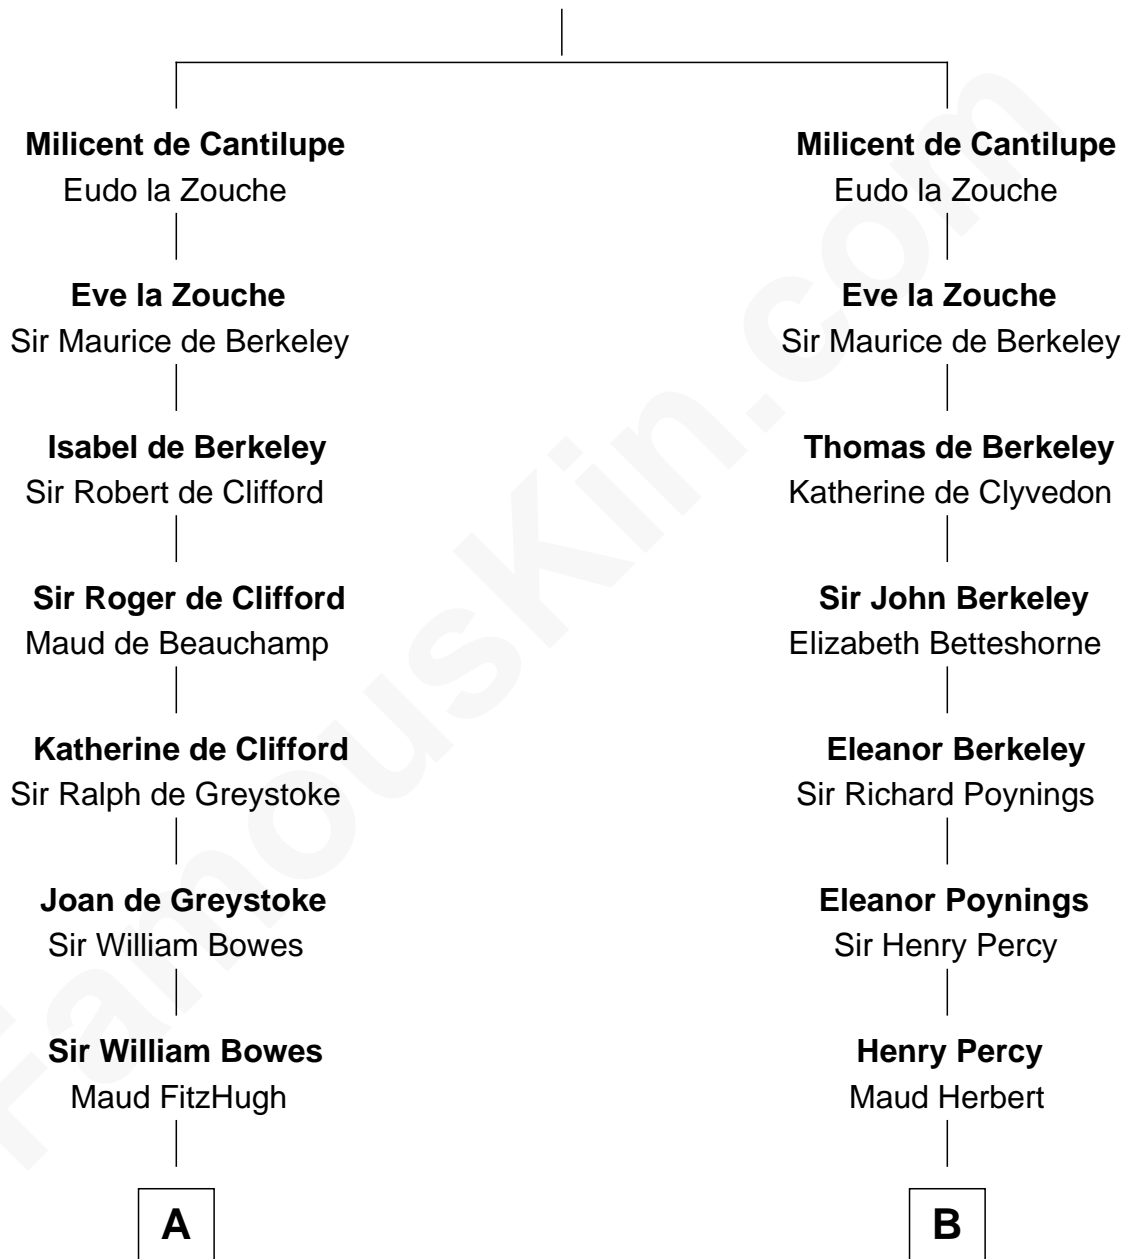 Milicent de Cantilupe Milicent de Cantilupe
Eudo la Zouche Eudo la Zouche
Eve la Zouche Eve la Zouche
Sir Maurice de Berkeley Sir Maurice de Berkeley
Isabel de Berkeley Thomas de Berkeley
Sir Robert de Clifford Katherine de Clyvedon
Sir Roger de Clifford Sir John Berkeley
Maud de Beauchamp Elizabeth Betteshorne
Katherine de Clifford Eleanor Berkeley
Sir Ralph de Greystoke Sir Richard Poynings
Joan de Greystoke Eleanor Poynings
Sir William Bowes Sir Henry Percy
Sir William Bowes Henry Percy
Maud FitzHugh Maud Herbert
A B
FamousKin.com